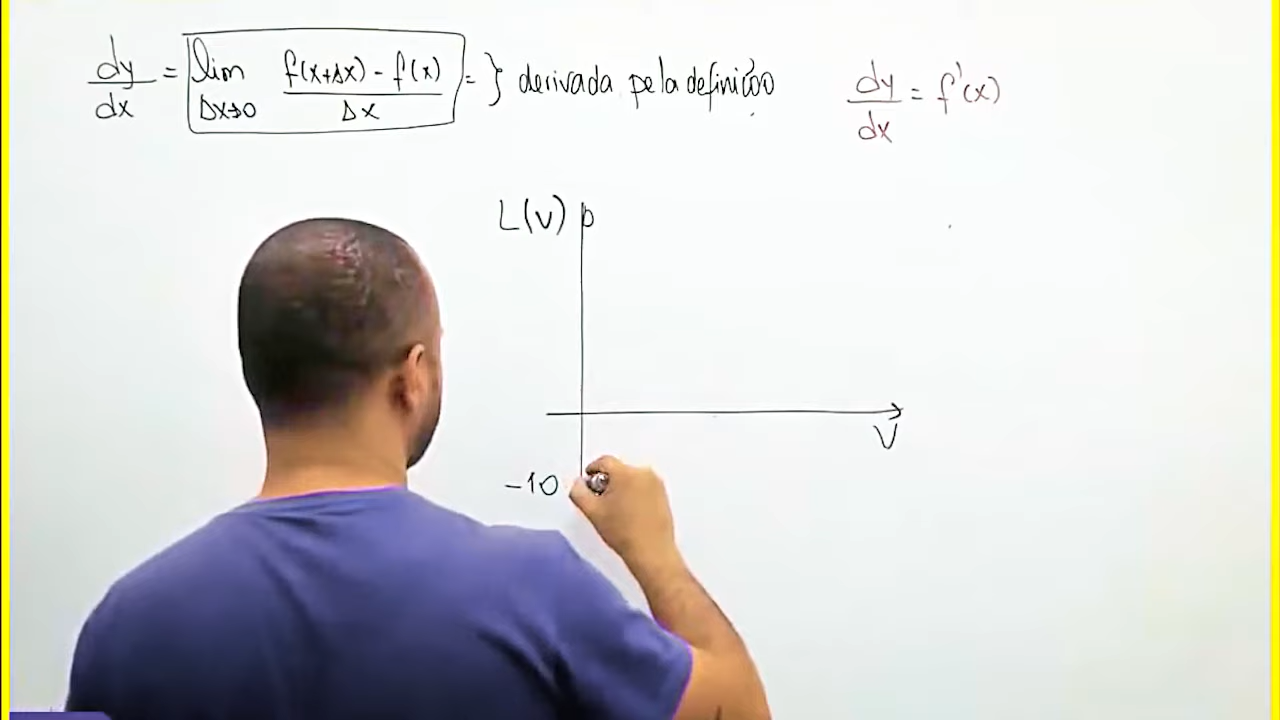 dy/dx = lim Δx→0 f(x+Δx) - f(x) / Δx = } derivada pela definição
dy/dx = f'(x)
L(v)
V
-10